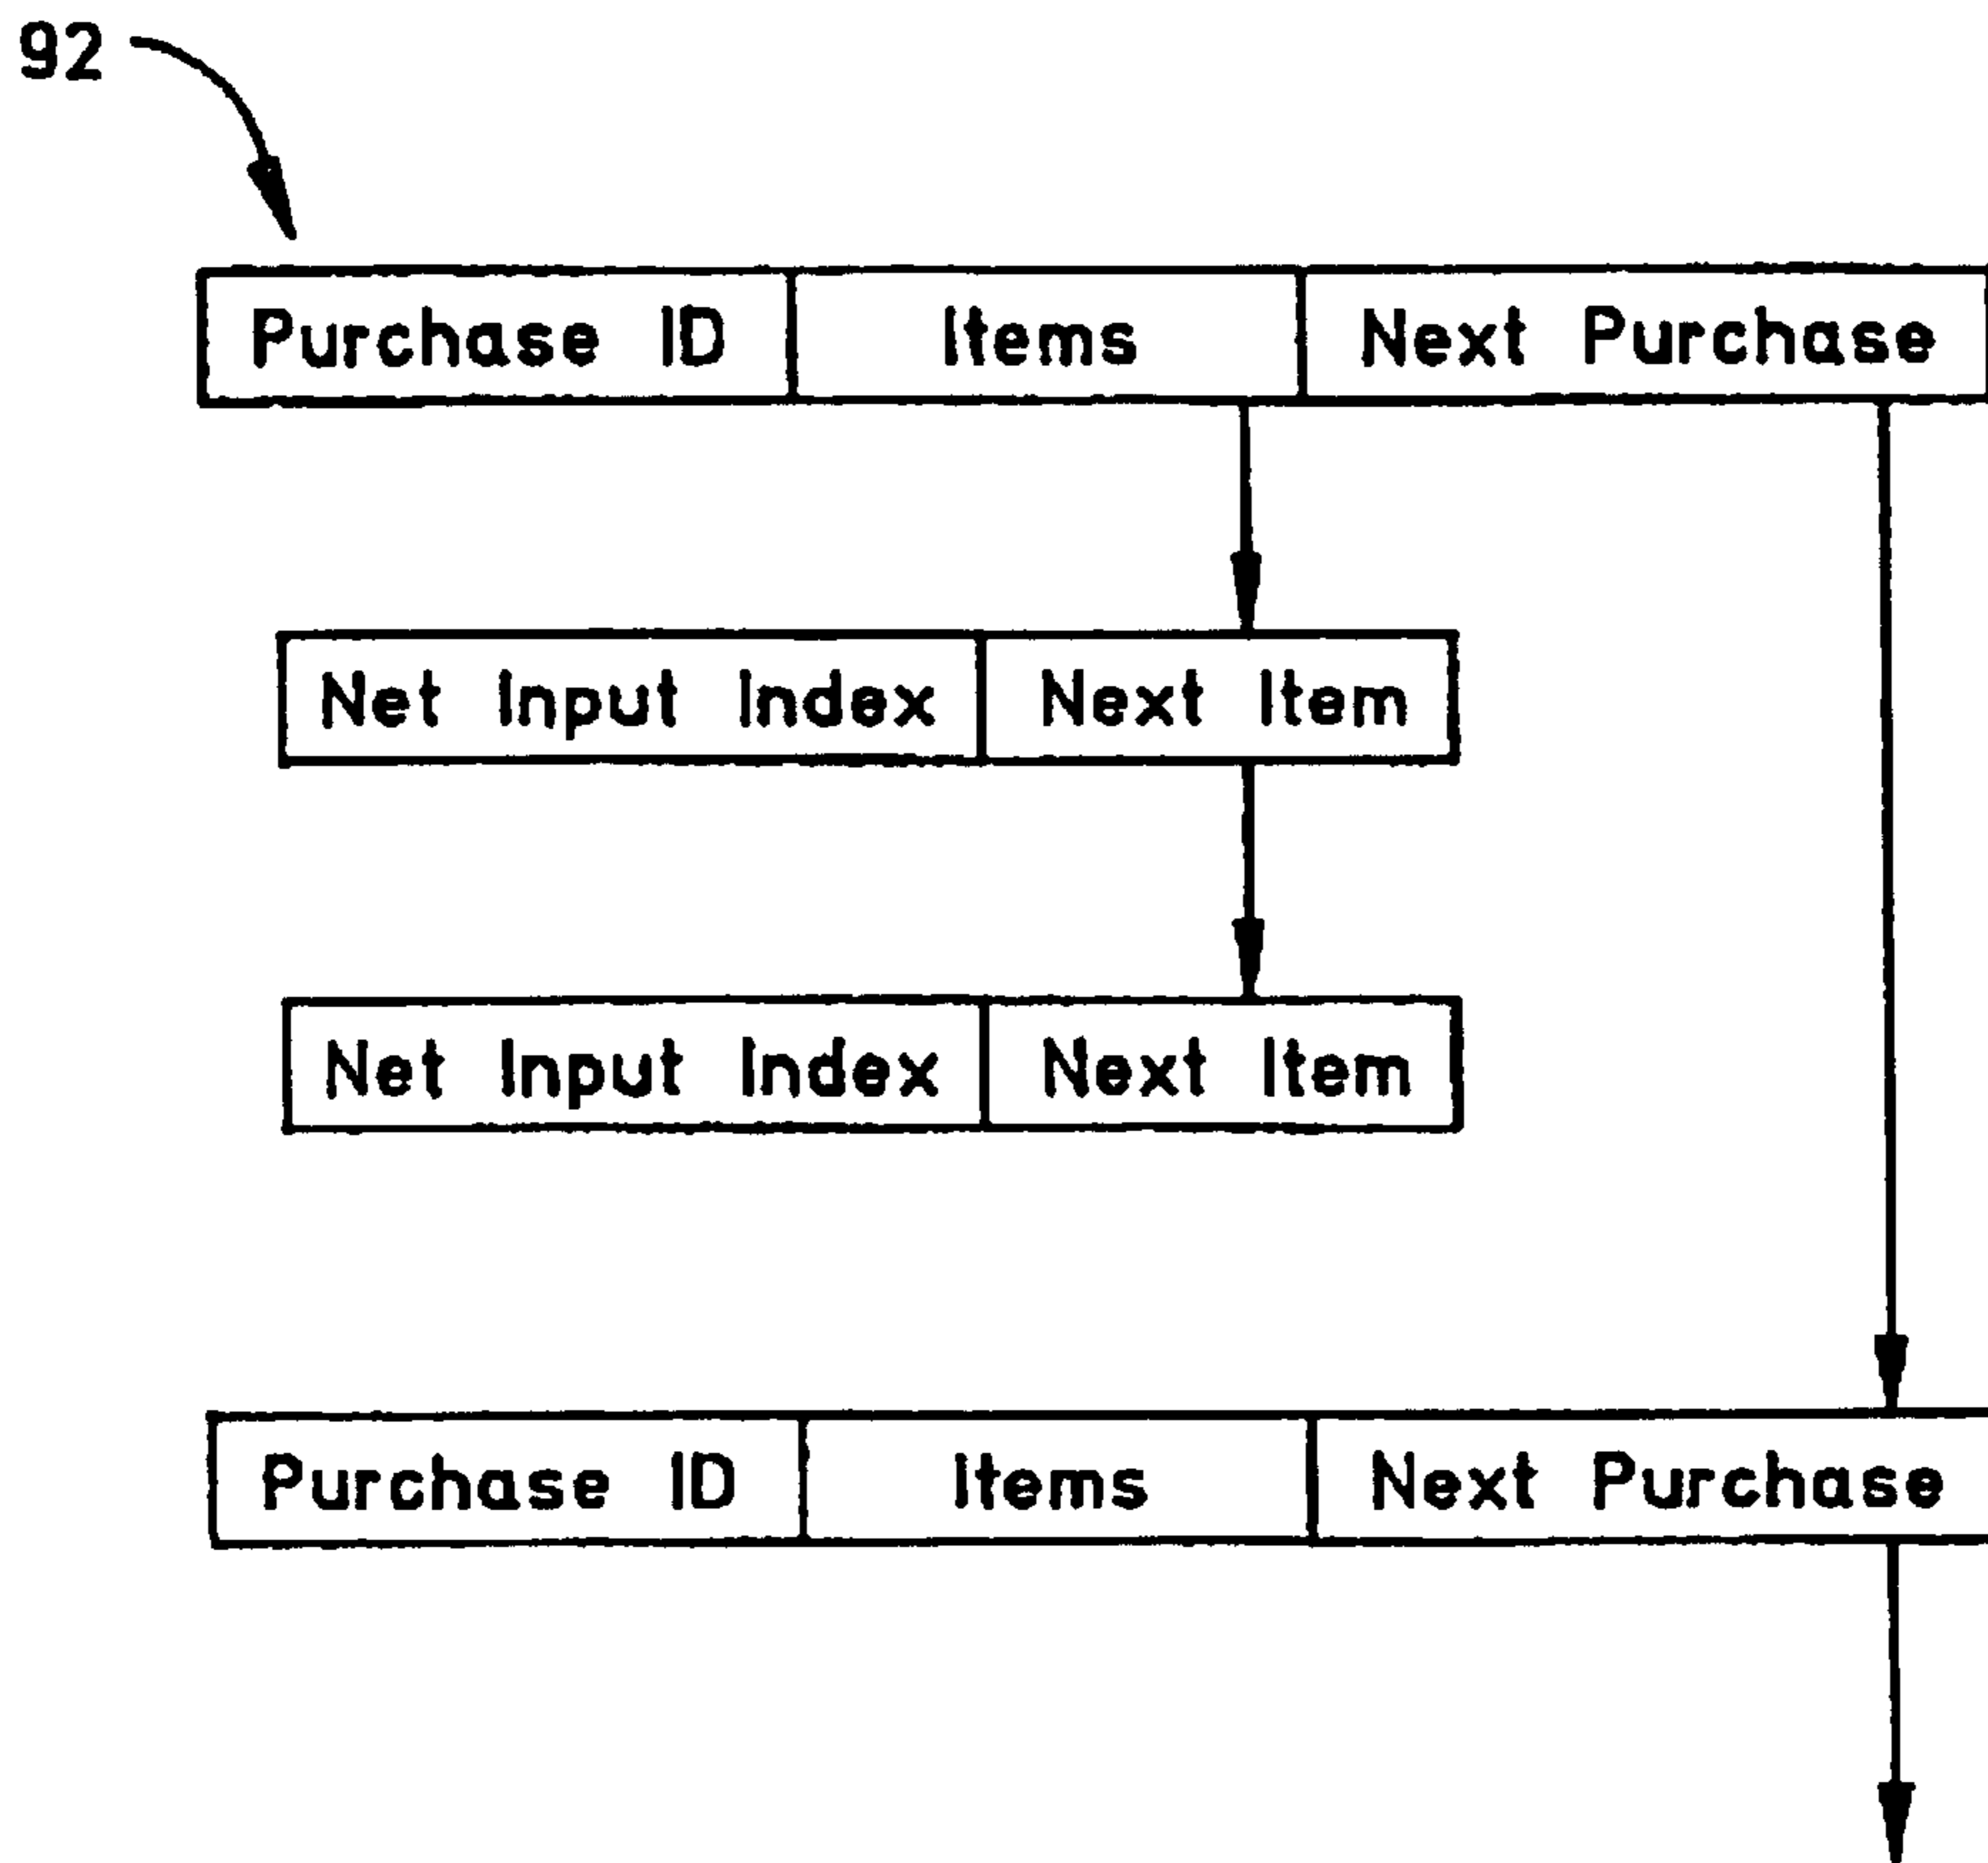 92
Purchase ID Items Next Purchase
Net Input Index Next Item
Net Input Index Next Item
Purchase ID Items Next Purchase